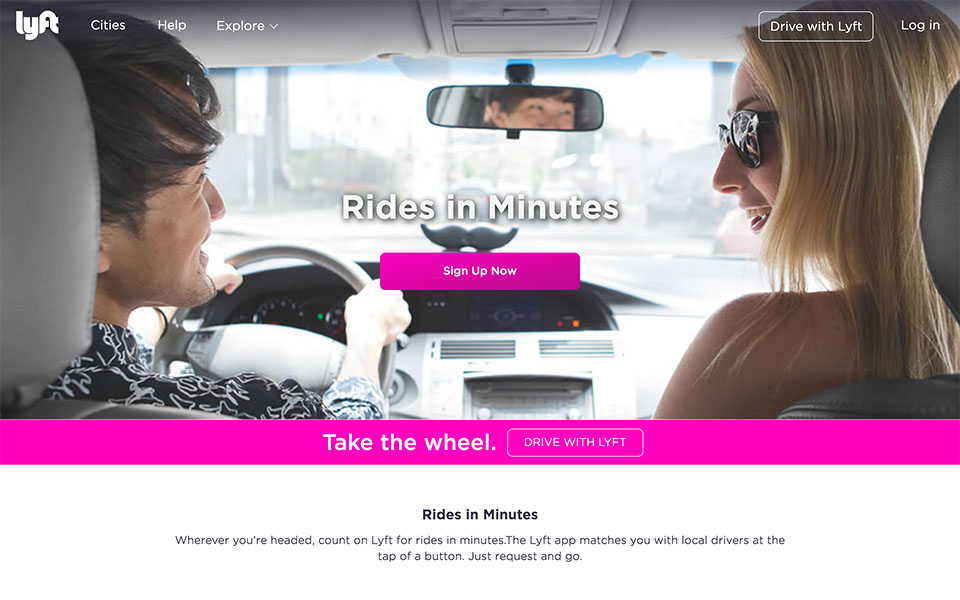 lyft Cities Help Explore Drive with Lyft Log in
Rides in Minutes
Sign Up Now
Take the wheel. DRIVE WITH LYFT
Rides in Minutes
Wherever you're headed, count on Lyft for rides in minutes.The Lyft app matches you with local drivers at the
tap of a button. Just request and go.